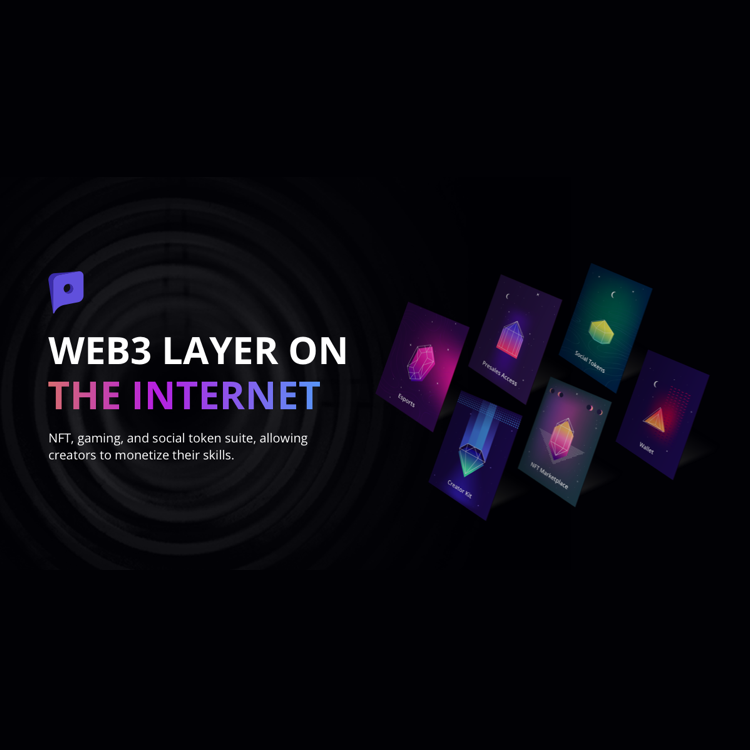 WEB3 LAYER ON
THE INTERNET
NFT, gaming, and social token suite, allowing
creators to monetize their skills.
Esports
Presales Access
Social Tokens
Creator Kit
NFT Marketplace
Wallet